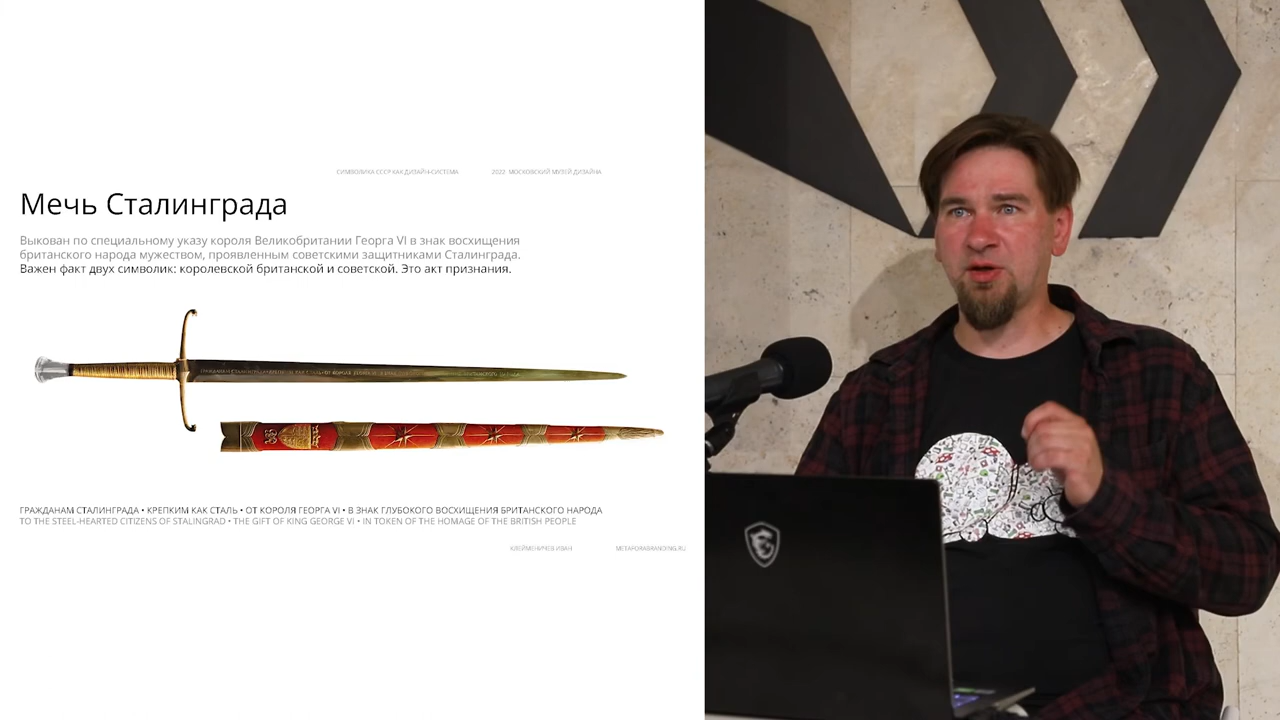 СИМВОЛИКА СССР КАК ДИЗАЙН-СИСТЕМА
2022. МОСКОВСКИЙ МУЗЕЙ ДИЗАЙНА
Мечь Сталинграда
Выкован по специальному указу короля Великобритании Георга VI в знак восхищения
британского народа мужеством, проявленным советскими защитниками Сталинграда.
Важен факт двух символик: королевской британской и советской. Это акт признания.
ГРАЖДАНАМ СТАЛИНГРАДА • КРЕПКИМ КАК СТАЛЬ • ОТ КОРОЛЯ ГЕОРГА VI • В ЗНАК ГЛУБОКОГО ВОСХИЩЕНИЯ БРИТАНСКОГО НАРОДА
TO THE STEEL-HEARTED CITIZENS OF STALINGRAD • THE GIFT OF KING GEORGE VI • IN TOKEN OF THE HOMAGE OF THE BRITISH PEOPLE
METAFORABRANDING.RU